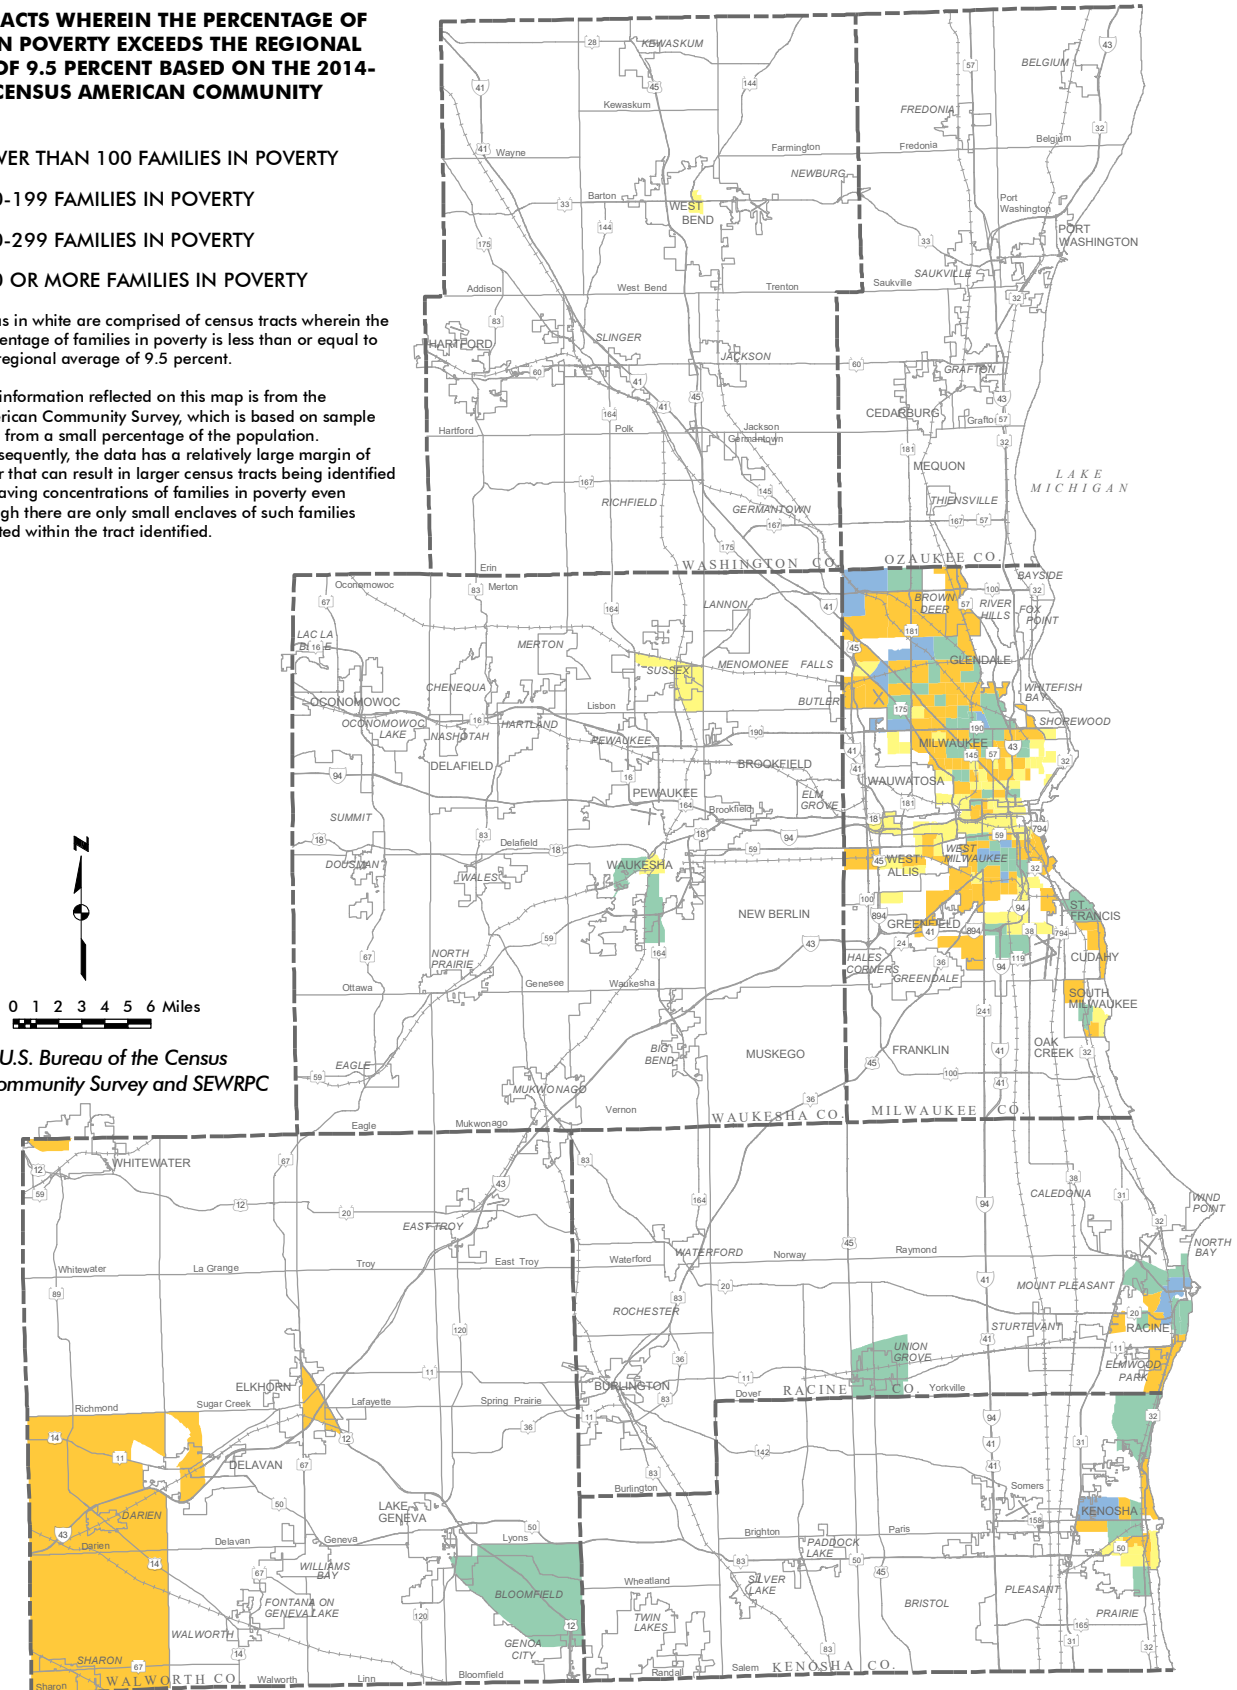 ACTS WHEREIN THE PERCENTAGE OF
N POVERTY EXCEEDS THE REGIONAL
OF 9.5 PERCENT BASED ON THE 2014-
CENSUS AMERICAN COMMUNITY
VER THAN 100 FAMILIES IN POVERTY
0-199 FAMILIES IN POVERTY
0-299 FAMILIES IN POVERTY
0 OR MORE FAMILIES IN POVERTY
as in white are comprised of census tracts wherein the
entage of families in poverty is less than or equal to
regional average of 9.5 percent.
information reflected on this map is from the
erican Community Survey, which is based on sample
from a small percentage of the population.
sequently, the data has a relatively large margin of
r that can result in larger census tracts being identified
aving concentrations of families in poverty even
gh there are only small enclaves of such families
ted within the tract identified.
N
0 1 2 3 4 5 6 Miles
U.S. Bureau of the Census
ommunity Survey and SEWRPC
KEWASKUM
Kewaskum
BELGIUM
FREDONIA
Belgium
Wayne
Farmington
Fredonia
NEWBURG
Barton
WEST
BEND
Port
Washington
PORT
WASHINGTON
SAUKVILLE
Addison
West Bend
Trenton
Saukville
HARTFORD
SLINGER
JACKSON
GRAFTON
CEDARBURG
Grafton
Hartford
Polk
Jackson
Germantown
MEQUON
LAKE
MICHIGAN
RICHFIELD
GERMANTOWN
THIENSVILLE
Erin
WASHINGTON CO.
OZAUKEE CO.
Oconomowoc
Merton
BAYSIDE
LANNON
BROWN
DEER
RIVER
HILLS
FOX
POINT
LAC LA
MERTON
SUSSEX
MENOMONEE FALLS
GLENDALE
CHENEQUA
WHITEFISH
BAY
OCONOMOWOC
Lisbon
BUTLER
OCONOMOWOC
LAKE
NASHOTAH
HARTLAND
PEWAUKEE
SHOREWOOD
MILWAUKEE
DELAFIELD
BROOKFIELD
WAUWATOSA
PEWAUKEE
Brookfield
ELM
GROVE
SUMMIT
Delafield
DOUSMAN
WALES
WAUKESHA
WEST
ALLIS
WEST
MILWAUKEE
NEW BERLIN
GREENFIELD
ST.
FRANCIS
NORTH
PRAIRIE
HALES
CORNERS
GREENDALE
CUDAHY
Ottawa
Genesee
Waukesha
SOUTH
MILWAUKEE
EAGLE
BIG
BEND
MUSKEGO
FRANKLIN
OAK
CREEK
MUKWONAGO
Vernon
WAUKESHA CO.
MILWAUKEE CO.
Eagle
Mukwonago
WHITEWATER
CALEDONIA
WIND
POINT
EAST TROY
NORTH
BAY
Whitewater
La Grange
Troy
East Troy
Waterford
WATERFORD
Norway
Raymond
MOUNT PLEASANT
ROCHESTER
STURTEVANT
RACINE
UNION
GROVE
ELMWOOD
PARK
ELKHORN
BURLINGTON
Dover
RACINE CO.
Yorkville
Richmond
Sugar Creek
Lafayette
Spring Prairie
DELAVAN
Burlington
Somers
KENOSHA
LAKE
GENEVA
DARIEN
Darien
Delavan
Geneva
Lyons
Brighton
Paris
PADDOCK
LAKE
WILLIAMS
BAY
BLOOMFIELD
Wheatland
SILVER
LAKE
PLEASANT
PRAIRIE
FONTANA ON
GENEVA LAKE
BRISTOL
WALWORTH
TWIN
LAKES
GENOA
CITY
SHARON
Sharon
WALWORTH CO.
Walworth
Linn
Bloomfield
Randall
Salem
KENOSHA CO.